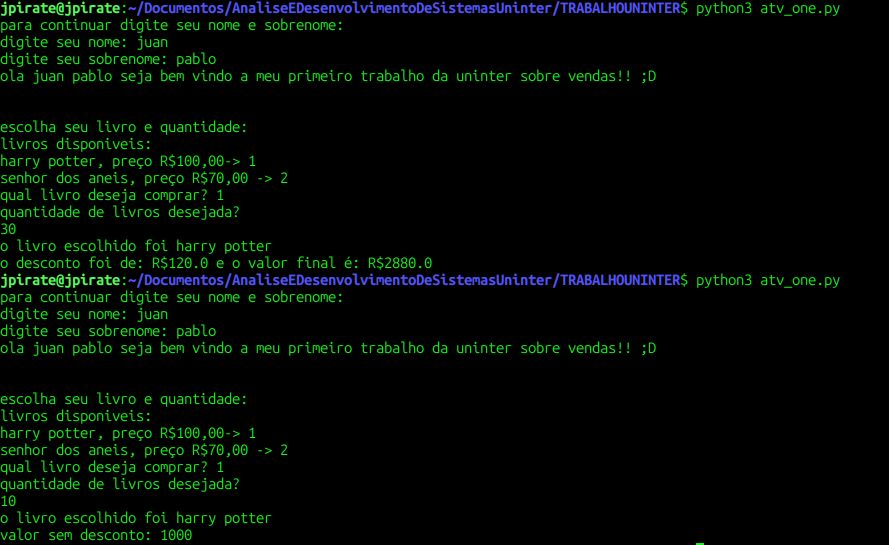 jpirate@jpirate:~/Documentos/AnaliseEDesenvolvimentoDeSistemasUninter/TRABALHOUNINTER$ python3 atv_one.py
para continuar digite seu nome e sobrenome:
digite seu nome: juan
digite seu sobrenome: pablo
ola juan pablo seja bem vindo a meu primeiro trabalho da uninter sobre vendas!! ;D
escolha seu livro e quantidade:
livros disponiveis:
harry potter, preço R$100,00-> 1
senhor dos aneis, preço R$70,00 -> 2
qual livro deseja comprar? 1
quantidade de livros desejada?
30
o livro escolhido foi harry potter
o desconto foi de: R$120.0 e o valor final é: R$2880.0
jpirate@jpirate:~/Documentos/AnaliseEDesenvolvimentoDeSistemasUninter/TRABALHOUNINTER$ python3 atv_one.py
para continuar digite seu nome e sobrenome:
digite seu nome: juan
digite seu sobrenome: pablo
ola juan pablo seja bem vindo a meu primeiro trabalho da uninter sobre vendas!! ;D
escolha seu livro e quantidade:
livros disponiveis:
harry potter, preço R$100,00-> 1
senhor dos aneis, preço R$70,00 -> 2
qual livro deseja comprar? 1
quantidade de livros desejada?
10
o livro escolhido foi harry potter
valor sem desconto: 1000